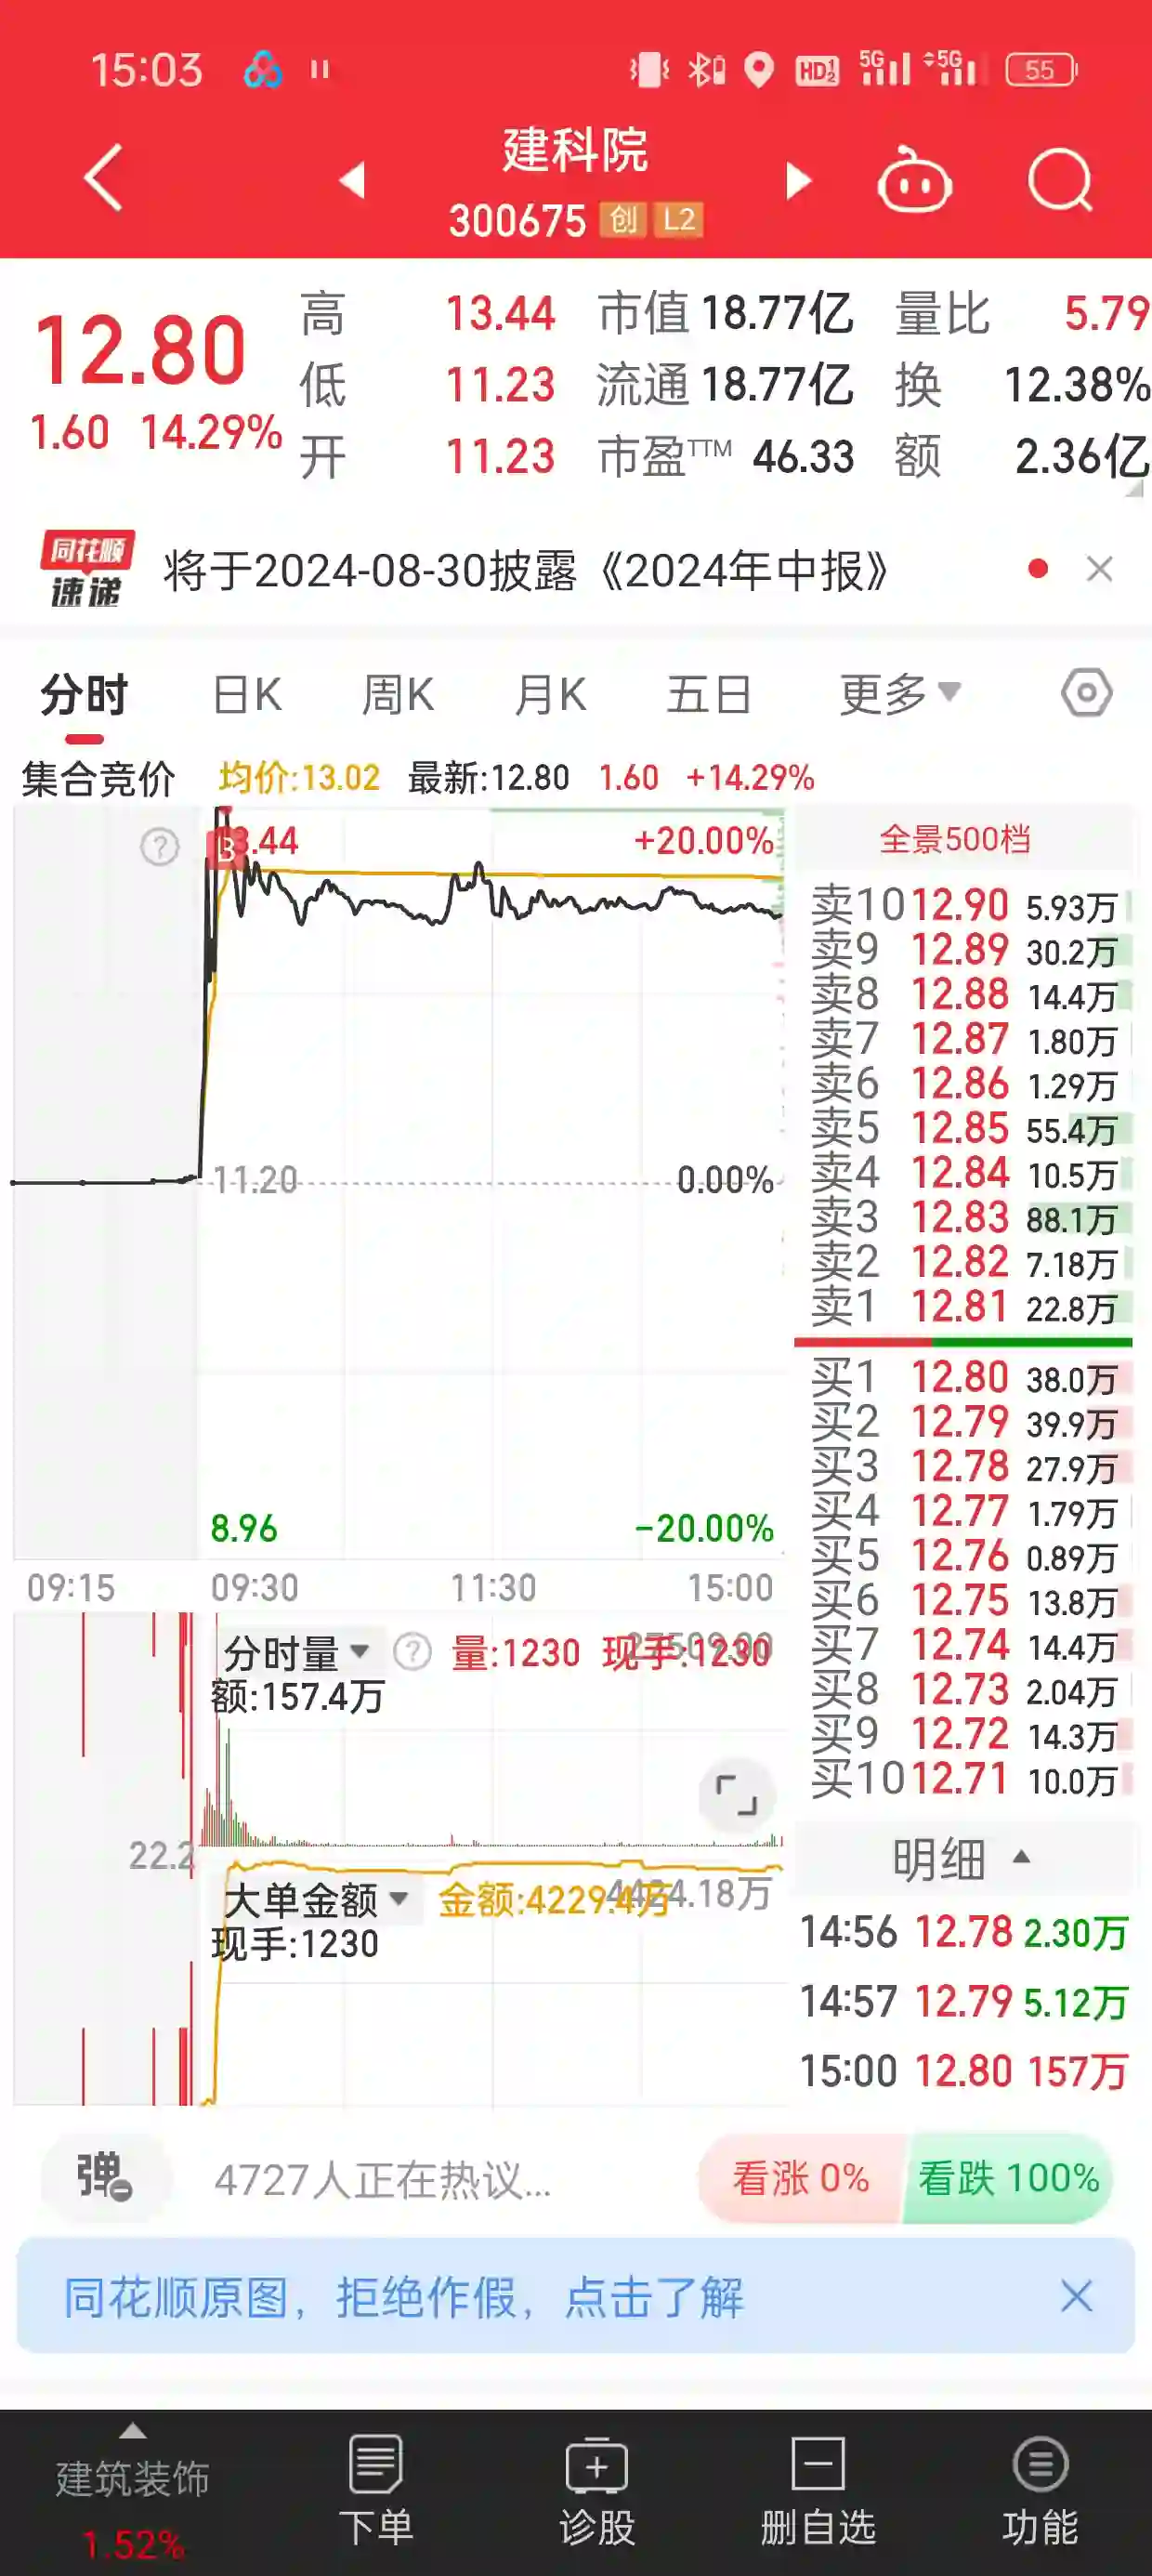 15:03 HD 1 2 5G 5G 55
建科院
300675 创 L2
12.80
1.60 14.29%
高 13.44 市值 18.77亿 量比 5.79
低 11.23 流通 18.77亿 换 12.38%
开 11.23 市盈TTM 46.33 额 2.36亿
同花顺
速递
将于2024-08-30披露《2024年中报》
分时 日K 周K 月K 五日 更多
集合竞价 均价:13.02 最新:12.80 1.60 +14.29%
? B 13.44 +20.00%
11.20 0.00%
8.96 -20.00%
09:15 09:30 11:30 15:00
全景500档
卖10 12.90 5.93万
卖9 12.89 30.2万
卖8 12.88 14.4万
卖7 12.87 1.80万
卖6 12.86 1.29万
卖5 12.85 55.4万
卖4 12.84 10.5万
卖3 12.83 88.1万
卖2 12.82 7.18万
卖1 12.81 22.8万
买1 12.80 38.0万
买2 12.79 39.9万
买3 12.78 27.9万
买4 12.77 1.79万
买5 12.76 0.89万
买6 12.75 13.8万
买7 12.74 14.4万
买8 12.73 2.04万
买9 12.72 14.3万
买10 12.71 10.0万
分时量 ? 量:1230 现手:1230
额:157.4万
22.2
大单金额 金额:4229.4万
现手:1230
明细
14:56 12.78 2.30万
14:57 12.79 5.12万
15:00 12.80 157万
弹 4727人正在热议... 看涨 0% 看跌 100%
同花顺原图，拒绝作假，点击了解
建筑装饰
1.52%
下单 诊股 删自选 功能